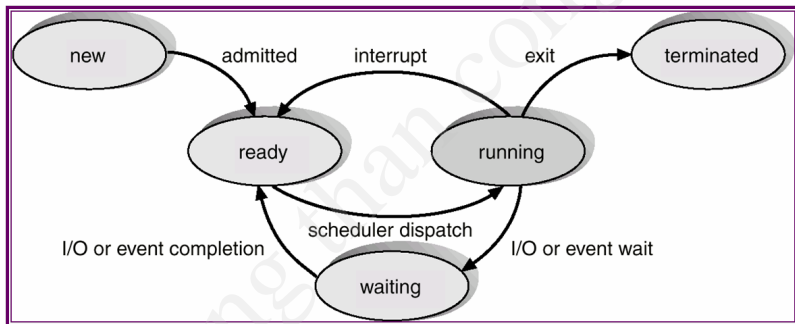 new
admitted
interrupt
exit
terminated
ready
running
scheduler dispatch
I/O or event completion
I/O or event wait
waiting